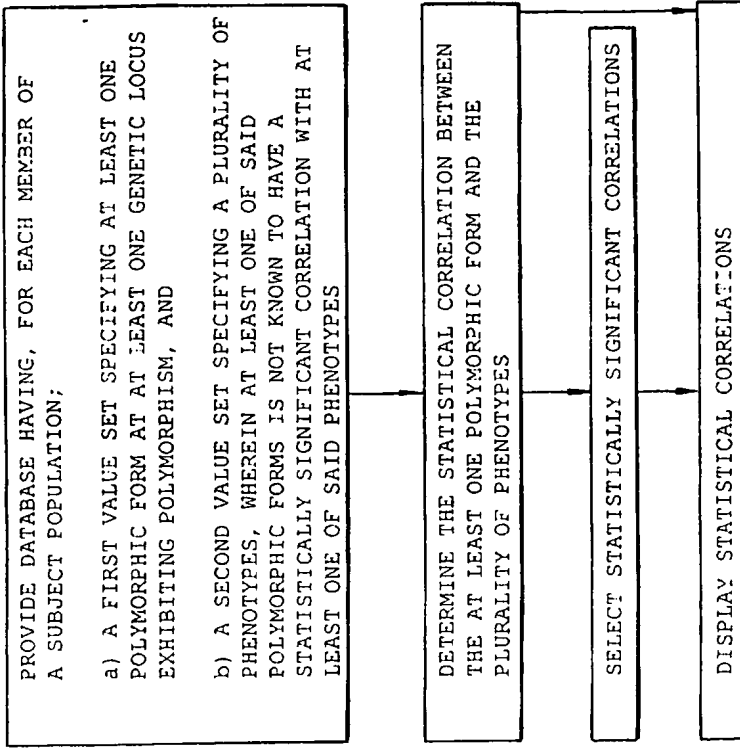 PROVIDE DATABASE HAVING, FOR EACH MEMBER OF
A SUBJECT POPULATION;
a) A FIRST VALUE SET SPECIFYING AT LEAST ONE
POLYMORPHIC FORM AT AT LEAST ONE GENETIC LOCUS
EXHIBITING POLYMORPHISM, AND
b) A SECOND VALUE SET SPECIFYING A PLURALITY OF
PHENOTYPES, WHEREIN AT LEAST ONE OF SAID
POLYMORPHIC FORMS IS NOT KNOWN TO HAVE A
STATISTICALLY SIGNIFICANT CORRELATION WITH AT
LEAST ONE OF SAID PHENOTYPES
DETERMINE THE STATISTICAL CORRELATION BETWEEN
THE AT LEAST ONE POLYMORPHIC FORM AND THE
PLURALITY OF PHENOTYPES
SELECT STATISTICALLY SIGNIFICANT CORRELATIONS
DISPLAY STATISTICAL CORRELATIONS